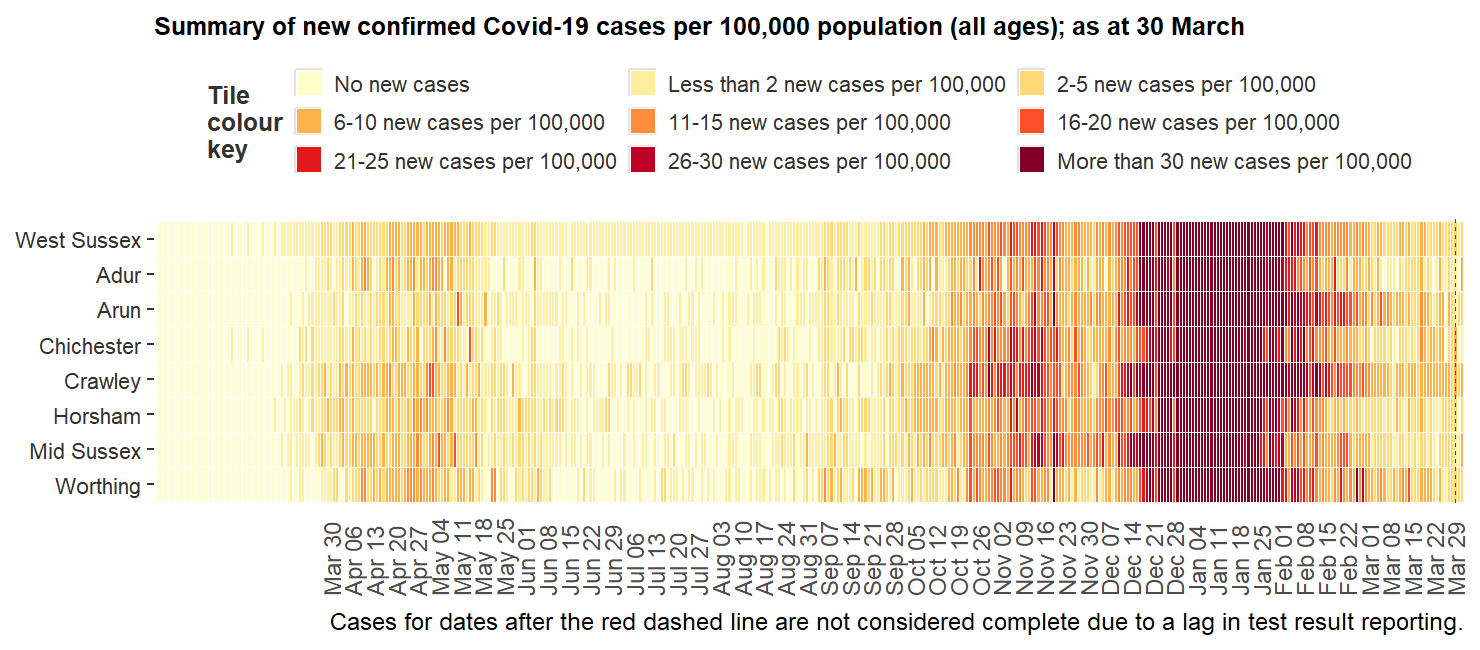 Summary of new confirmed Covid-19 cases per 100,000 population (all ages); as at 30 March
Tile
colour
key
No new cases
Less than 2 new cases per 100,000
2-5 new cases per 100,000
6-10 new cases per 100,000
11-15 new cases per 100,000
16-20 new cases per 100,000
21-25 new cases per 100,000
26-30 new cases per 100,000
More than 30 new cases per 100,000
West Sussex
Adur
Arun
Chichester
Crawley
Horsham
Mid Sussex
Worthing
Mar 30
Apr 06
Apr 13
Apr 20
Apr 27
May 04
May 11
May 18
May 25
Jun 01
Jun 08
Jun 15
Jun 22
Jun 29
Jul 06
Jul 13
Jul 20
Jul 27
Aug 03
Aug 10
Aug 17
Aug 24
Aug 31
Sep 07
Sep 14
Sep 21
Sep 28
Oct 05
Oct 12
Oct 19
Oct 26
Nov 02
Nov 09
Nov 16
Nov 23
Nov 30
Dec 07
Dec 14
Dec 21
Dec 28
Jan 04
Jan 11
Jan 18
Jan 25
Feb 01
Feb 08
Feb 15
Feb 22
Mar 01
Mar 08
Mar 15
Mar 22
Mar 29
Cases for dates after the red dashed line are not considered complete due to a lag in test result reporting.